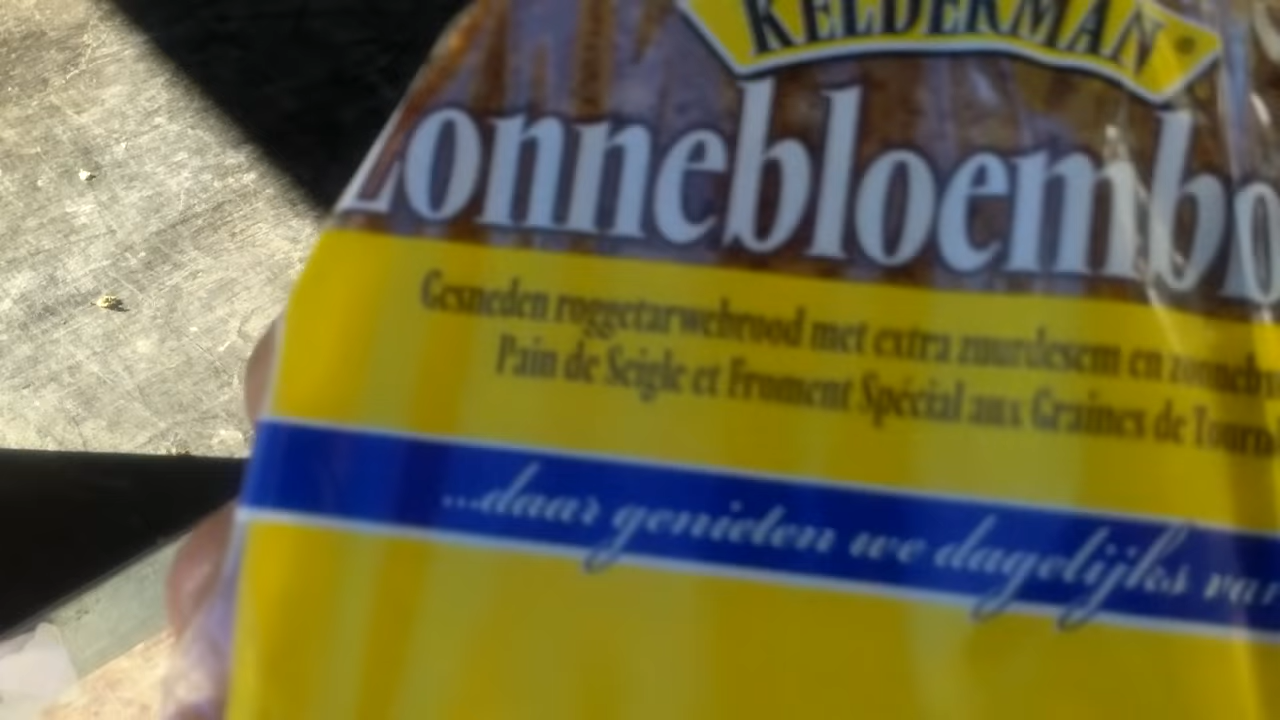 KELDERMAN
Zonnebloembo
Gesneden roggetarwebrood met extra zuurdesem en zonneb
Pain de Seigle et Froment Spécial aux Graines de Tourn
...daar genieten we dagelijks van